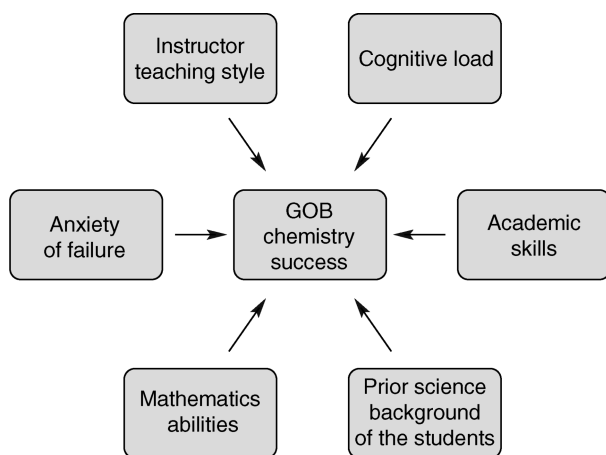 Instructor
teaching style
Cognitive load
Anxiety
of failure
GOB
chemistry
success
Academic
skills
Mathematics
abilities
Prior science
background
of the students